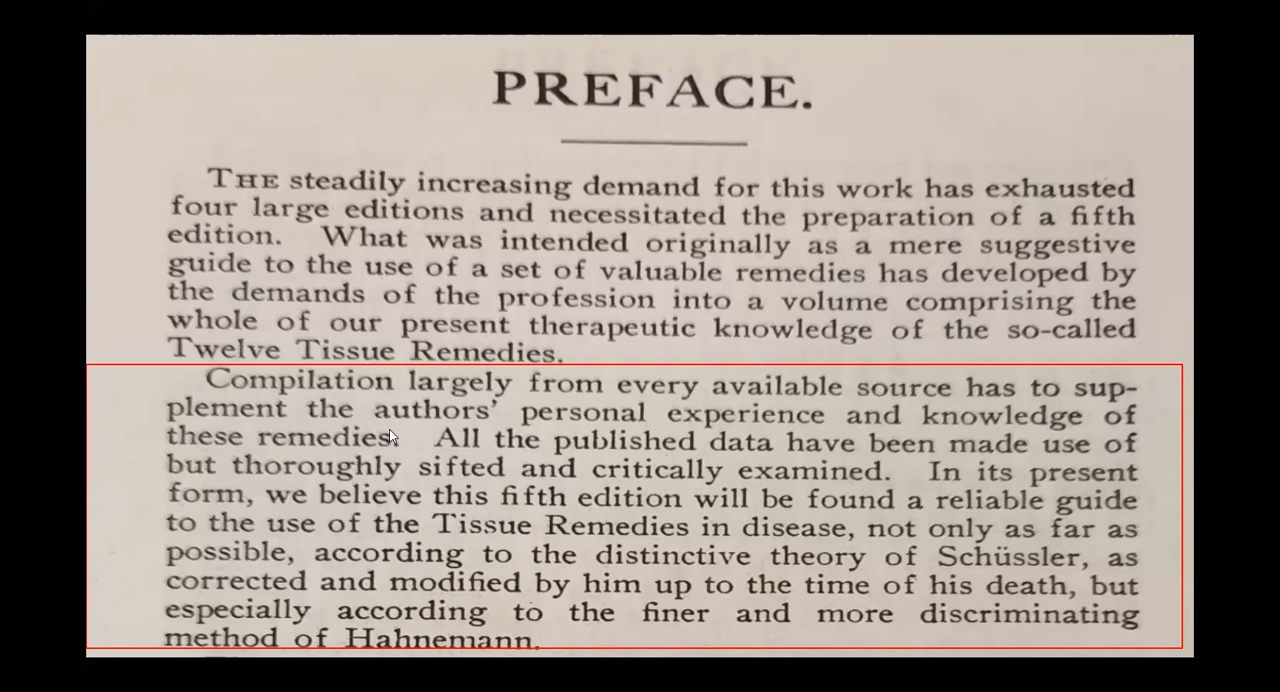 PREFACE.
THE steadily increasing demand for this work has exhausted
four large editions and necessitated the preparation of a fifth
edition. What was intended originally as a mere suggestive
guide to the use of a set of valuable remedies has developed by
the demands of the profession into a volume comprising the
whole of our present therapeutic knowledge of the so-called
Twelve Tissue Remedies.
Compilation largely from every available source has to sup-
plement the authors' personal experience and knowledge of
these remedies. All the published data have been made use of
but thoroughly sifted and critically examined. In its present
form, we believe this fifth edition will be found a reliable guide
to the use of the Tissue Remedies in disease, not only as far as
possible, according to the distinctive theory of Schüssler, as
corrected and modified by him up to the time of his death, but
especially according to the finer and more discriminating
method of Hahnemann.